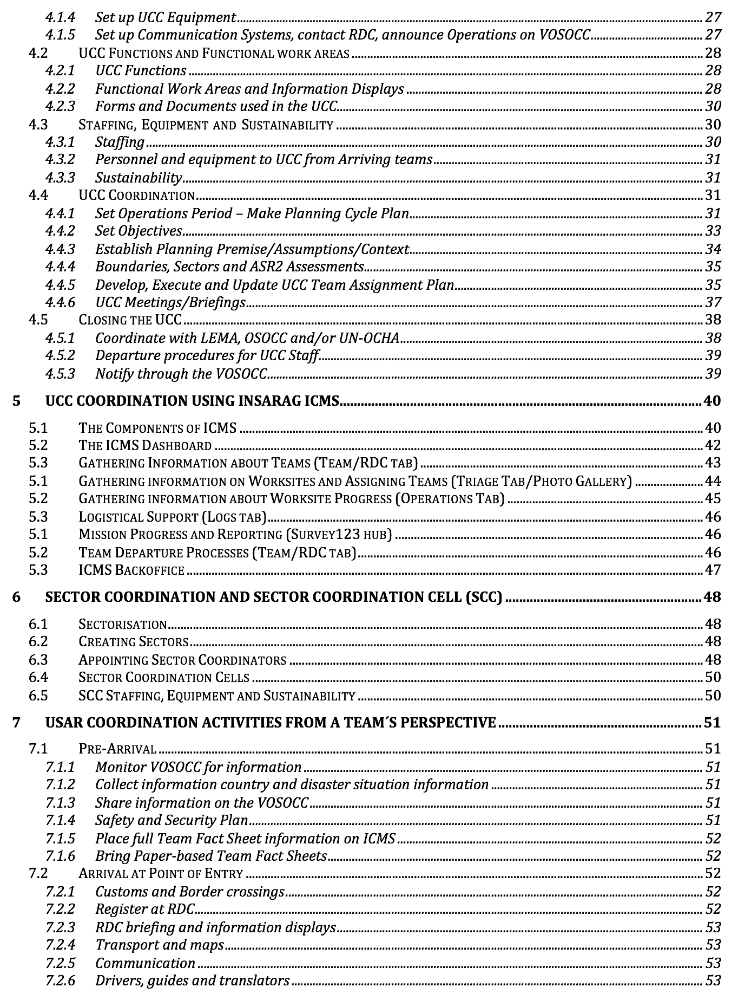 4.1.4 Set up UCC Equipment 27
4.1.5 Set up Communication Systems, contact RDC, announce Operations on VOSOCC 27
4.2 UCC Functions and Functional work areas 28
4.2.1 UCC Functions 28
4.2.2 Functional Work Areas and Information Displays 28
4.2.3 Forms and Documents used in the UCC 30
4.3 Staffing, Equipment and Sustainability 30
4.3.1 Staffing 30
4.3.2 Personnel and equipment to UCC from Arriving teams 31
4.3.3 Sustainability 31
4.4 UCC Coordination 31
4.4.1 Set Operations Period – Make Planning Cycle Plan 31
4.4.2 Set Objectives 33
4.4.3 Establish Planning Premise/Assumptions/Context 34
4.4.4 Boundaries, Sectors and ASR2 Assessments 35
4.4.5 Develop, Execute and Update UCC Team Assignment Plan 35
4.4.6 UCC Meetings/Briefings 37
4.5 Closing the UCC 38
4.5.1 Coordinate with LEMA, OSOCC and/or UN-OCHA 38
4.5.2 Departure procedures for UCC Staff 39
4.5.3 Notify through the VOSOCC 39
5 UCC COORDINATION USING INSARAG ICMS 40
5.1 The Components of ICMS 40
5.2 The ICMS Dashboard 42
5.3 Gathering Information about Teams (Team/RDC tab) 43
5.1 Gathering information on Worksites and Assigning Teams (Triage Tab/Photo Gallery) 44
5.2 Gathering information about Worksite Progress (Operations Tab) 45
5.3 Logistical Support (Logs tab) 46
5.1 Mission Progress and Reporting (Survey123 hub) 46
5.2 Team Departure Processes (Team/RDC tab) 46
5.3 ICMS Backoffice 47
6 SECTOR COORDINATION AND SECTOR COORDINATION CELL (SCC) 48
6.1 Sectorisation 48
6.2 Creating Sectors 48
6.3 Appointing Sector Coordinators 48
6.4 Sector Coordination Cells 50
6.5 SCC Staffing, Equipment and Sustainability 50
7 USAR COORDINATION ACTIVITIES FROM A TEAM´S PERSPECTIVE 51
7.1 Pre-Arrival 51
7.1.1 Monitor VOSOCC for information 51
7.1.2 Collect information country and disaster situation information 51
7.1.3 Share information on the VOSOCC 51
7.1.4 Safety and Security Plan 51
7.1.5 Place full Team Fact Sheet information on ICMS 52
7.1.6 Bring Paper-based Team Fact Sheets 52
7.2 Arrival at Point of Entry 52
7.2.1 Customs and Border crossings 52
7.2.2 Register at RDC 52
7.2.3 RDC briefing and information displays 53
7.2.4 Transport and maps 53
7.2.5 Communication 53
7.2.6 Drivers, guides and translators 53